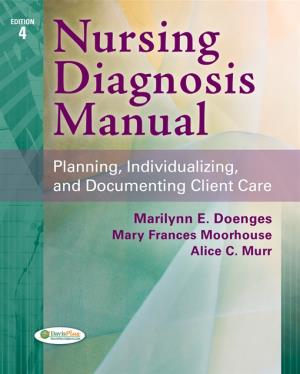 EDITION
4
Nursing
Diagnosis
Manual
Planning, Individualizing,
and Documenting Client Care
Marilynn E. Doenges
Mary Frances Moorhouse
Alice C. Murr
DavisPlus